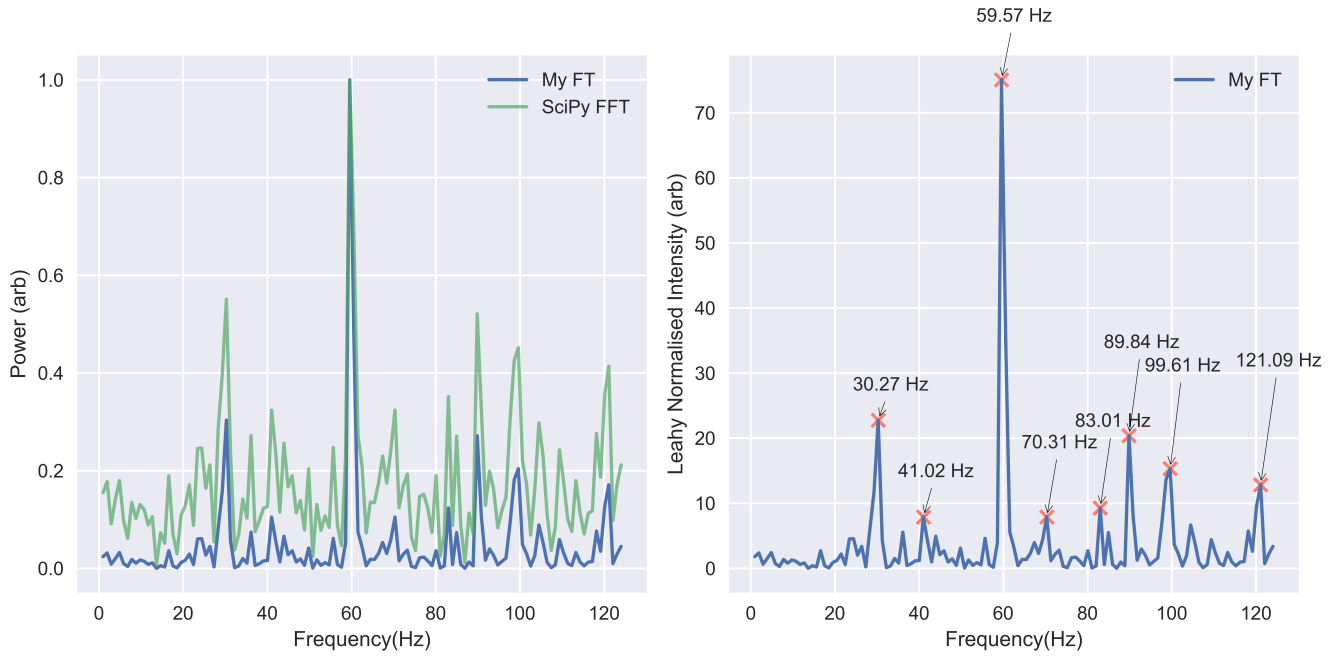 59.57 Hz
1.0
0.8
0.6
0.4
0.2
0.0
Power (arb)
My FT
SciPy FFT
0
20
40
60
80
100
120
Frequency(Hz)
70
60
50
40
30
20
10
0
Leahy Normalised Intensity (arb)
My FT
89.84 Hz
99.61 Hz
121.09 Hz
30.27 Hz
83.01 Hz
70.31 Hz
41.02 Hz
0
20
40
60
80
100
120
Frequency(Hz)